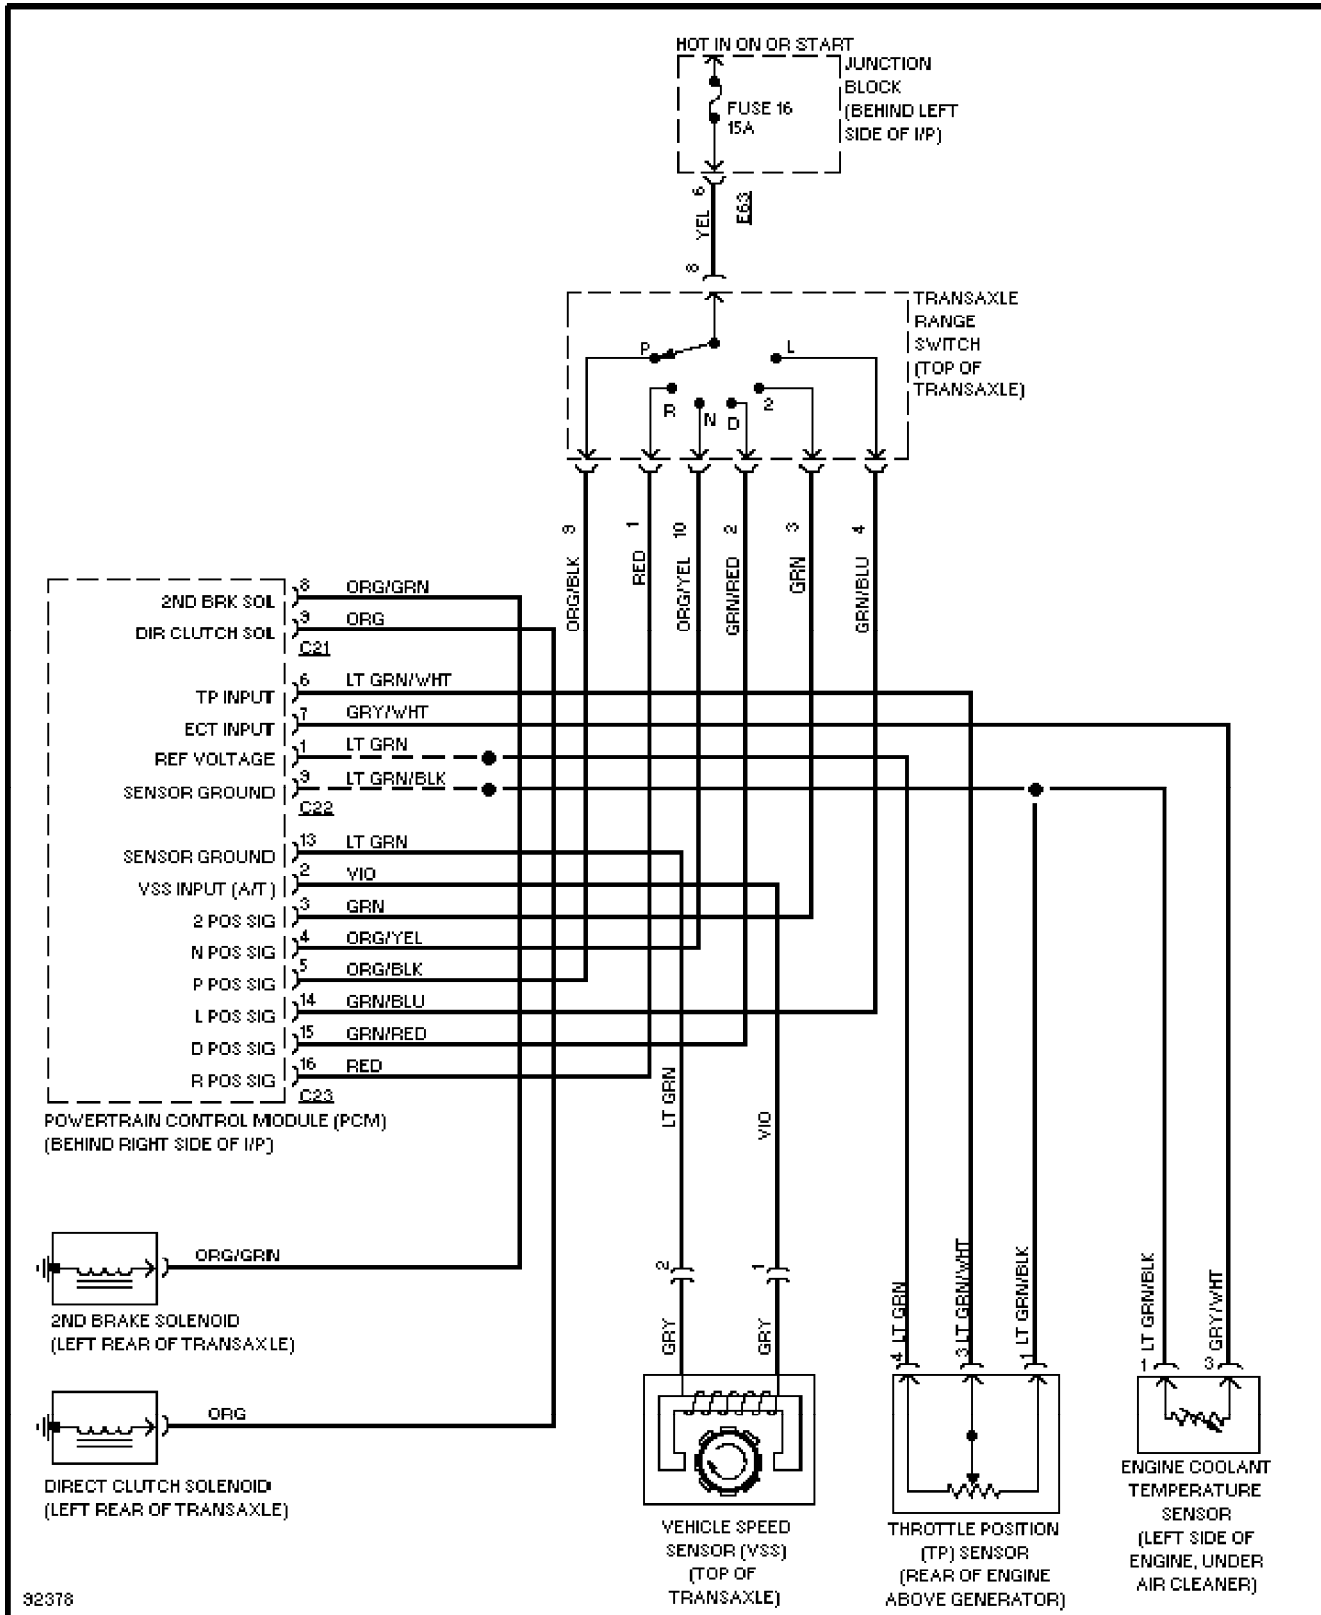 HOT IN ON OR START
JUNCTION
BLOCK
(BEHIND LEFT
SIDE OF I/P)
FUSE 16
15A
6
E63
YEL
8
TRANSAXLE
RANGE
SWITCH
(TOP OF
TRANSAXLE)
P
L
R
N
D
2
9
1
10
2
3
4
ORG/BLK
RED
ORG/YEL
GRN/RED
GRN
GRN/BLU
2ND BRK SOL
8
ORG/GRN
DIR CLUTCH SOL
9
ORG
C21
TP INPUT
6
LT GRN/WHT
ECT INPUT
7
GRY/WHT
REF VOLTAGE
1
LT GRN
SENSOR GROUND
9
LT GRN/BLK
C22
SENSOR GROUND
13
LT GRN
VSS INPUT (A/T)
2
VIO
2 POS SIG
3
GRN
N POS SIG
4
ORG/YEL
P POS SIG
5
ORG/BLK
L POS SIG
14
GRN/BLU
D POS SIG
15
GRN/RED
R POS SIG
16
RED
C23
POWERTRAIN CONTROL MODULE (PCM)
(BEHIND RIGHT SIDE OF I/P)
LT GRN
VIO
ORG/GRN
2ND BRAKE SOLENOID
(LEFT REAR OF TRANSAXLE)
ORG
DIRECT CLUTCH SOLENOID
(LEFT REAR OF TRANSAXLE)
2
1
GRY
GRY
VEHICLE SPEED
SENSOR (VSS)
(TOP OF
TRANSAXLE)
4 LT GRN
3 LT GRN/WHT
1 LT GRN/BLK
THROTTLE POSITION
(TP) SENSOR
(REAR OF ENGINE
ABOVE GENERATOR)
LT GRN/BLK
GRY/WHT
1
3
ENGINE COOLANT
TEMPERATURE
SENSOR
(LEFT SIDE OF
ENGINE, UNDER
AIR CLEANER)
92378